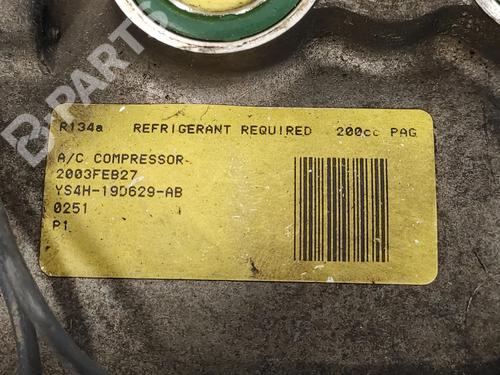 B-PARTS
R134a REFRIGERANT REQUIRED 200cc PAG
A/C COMPRESSOR
2003FEB27
YS4H-19D629-AB
0251
P1